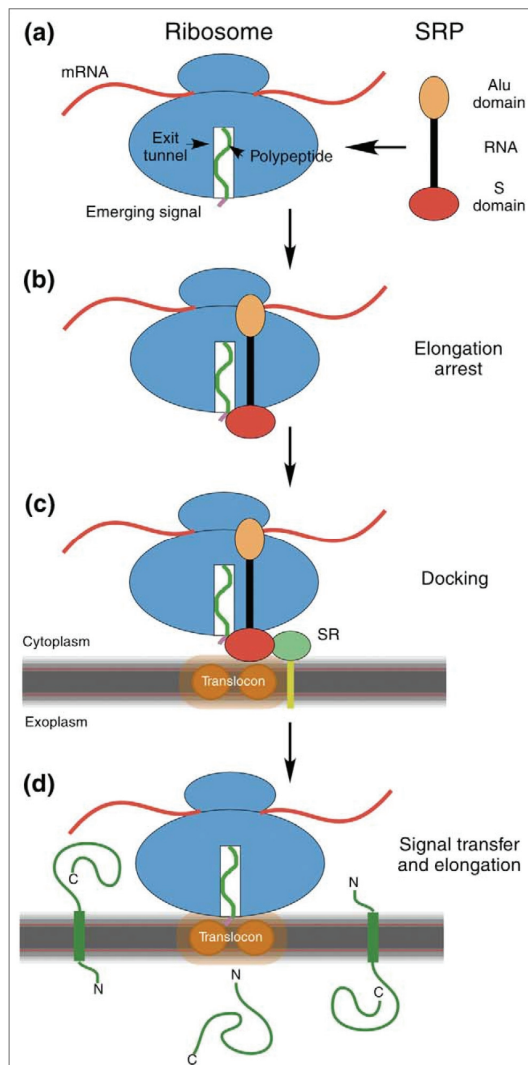 (a)
Ribosome
SRP
mRNA
Alu
domain
Exit
tunnel
Polypeptide
RNA
Emerging signal
S
domain
(b)
Elongation
arrest
(c)
Docking
SR
Cytoplasm
Translocon
Exoplasm
(d)
Signal transfer
and elongation
C
N
Translocon
N
N
C
C